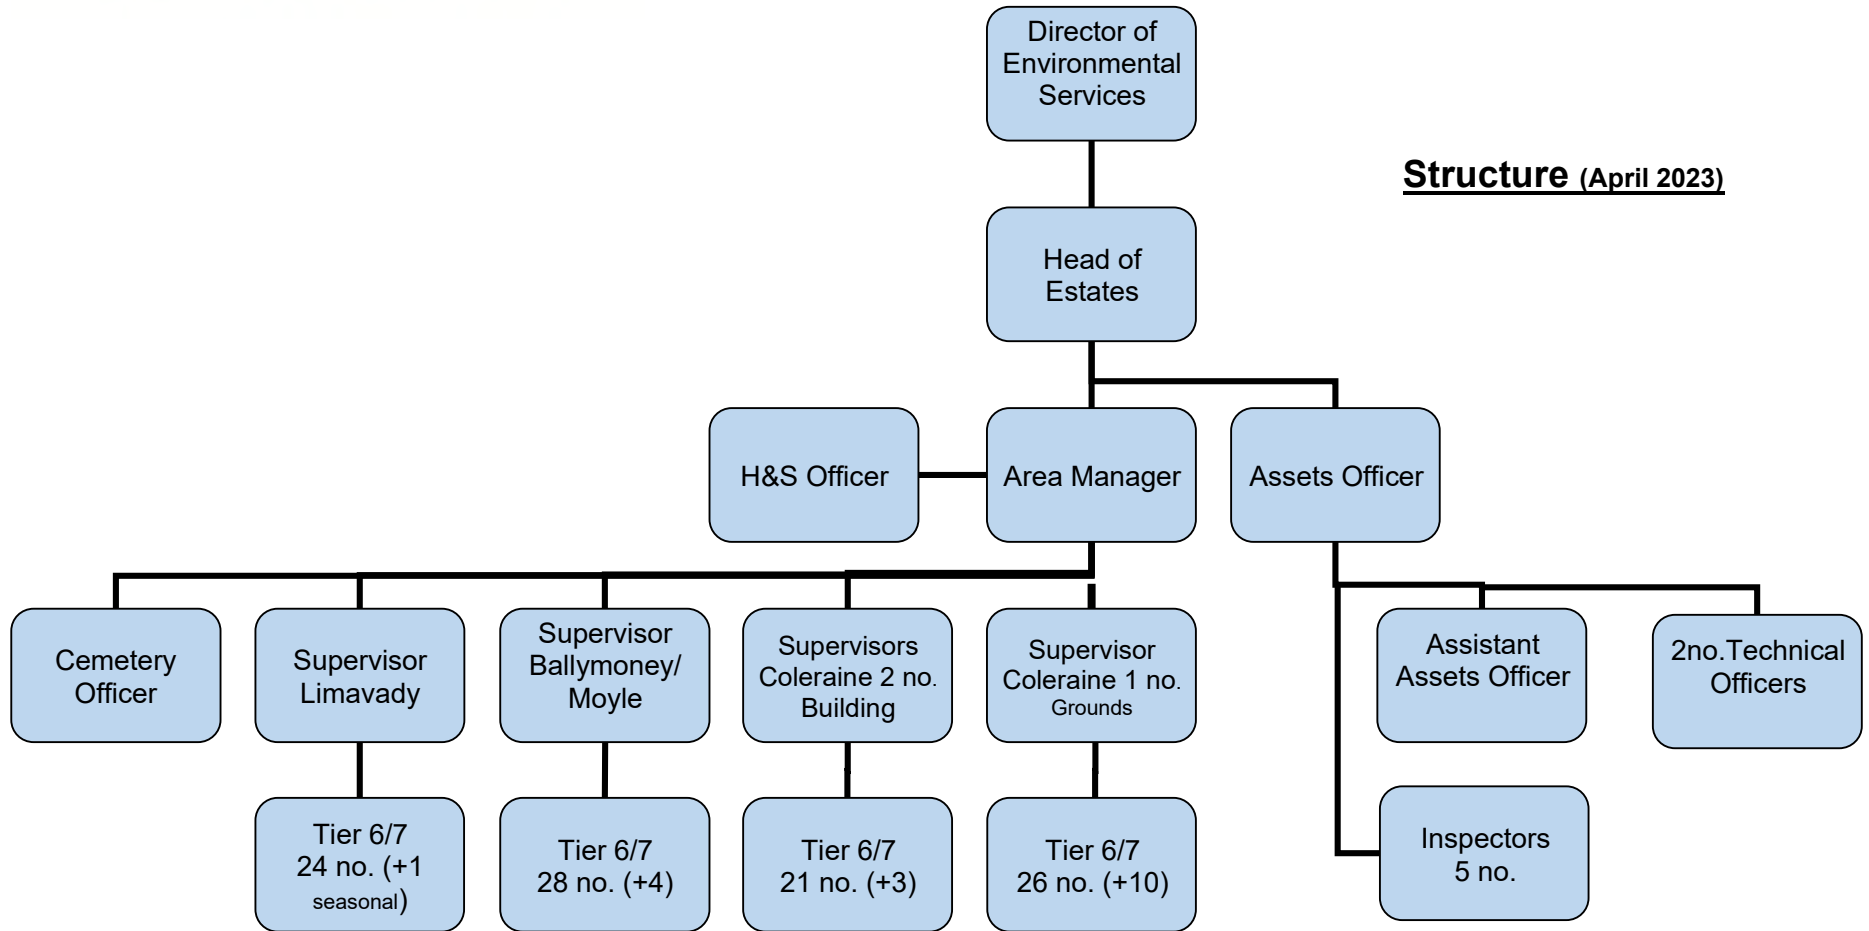 Director of
Environmental
Services
Structure (April 2023)
Head of
Estates
H&S Officer
Area Manager
Assets Officer
Cemetery
Officer
Supervisor
Limavady
Supervisor
Ballymoney/
Moyle
Supervisors
Coleraine 2 no.
Building
Supervisor
Coleraine 1 no.
Grounds
Assistant
Assets Officer
2no.Technical
Officers
Tier 6/7
24 no. (+1
seasonal)
Tier 6/7
28 no. (+4)
Tier 6/7
21 no. (+3)
Tier 6/7
26 no. (+10)
Inspectors
5 no.